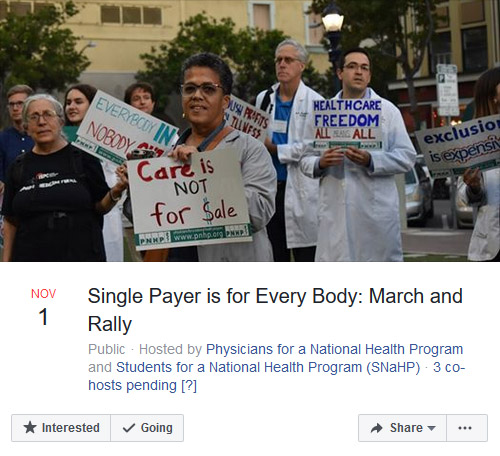 EVERYBODY IN
NOBODY
Care is
NOT
for $ale
PNHP www.pnhp.org PNHP
PROFITS
ILLNESS
HEALTHCARE
FREEDOM
ALL MEANS ALL
exclusion
is expensiv
NOV
1
Single Payer is for Every Body: March and
Rally
Public · Hosted by Physicians for a National Health Program
and Students for a National Health Program (SNaHP) · 3 co-
hosts pending [?]
Interested
Going
Share